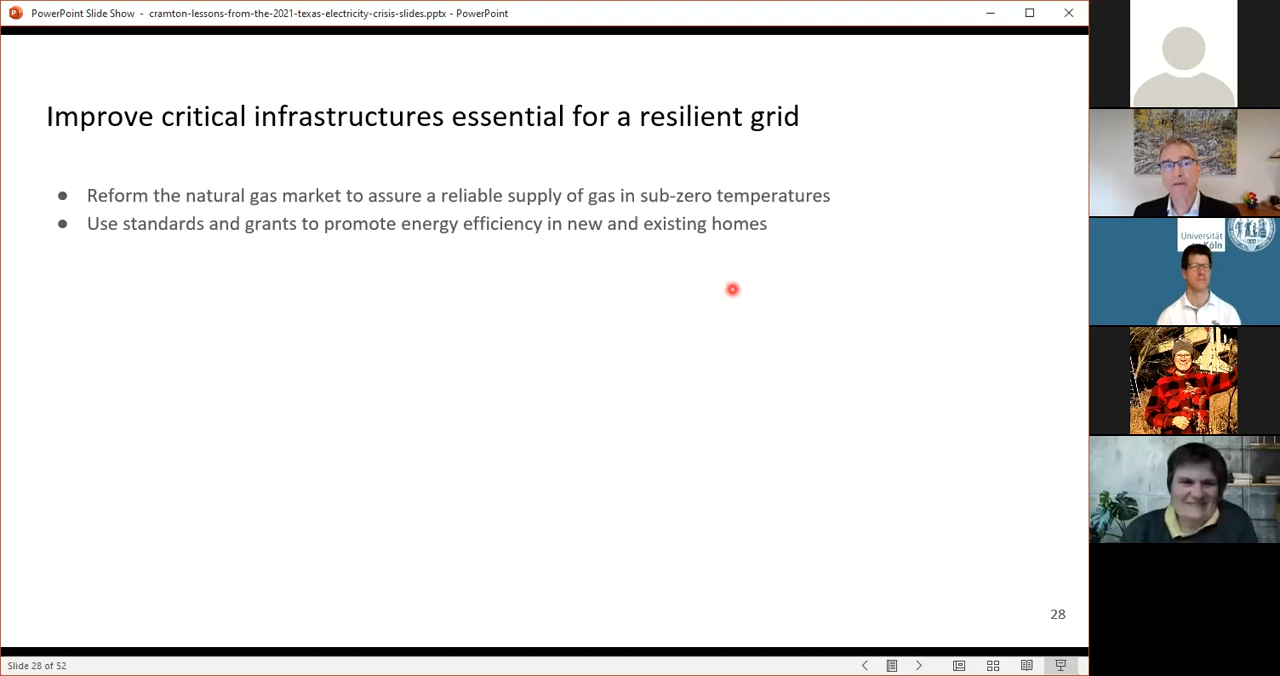 PowerPoint Slide Show - cramton-lessons-from-the-2021-texas-electricity-crisis-slides.pptx - PowerPoint
Improve critical infrastructures essential for a resilient grid
● Reform the natural gas market to assure a reliable supply of gas in sub-zero temperatures
● Use standards and grants to promote energy efficiency in new and existing homes
28
Slide 28 of 52
Universität
Köln